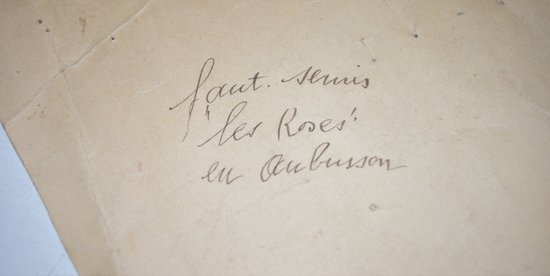 faut. semis
"les Roses"
en Aubusson